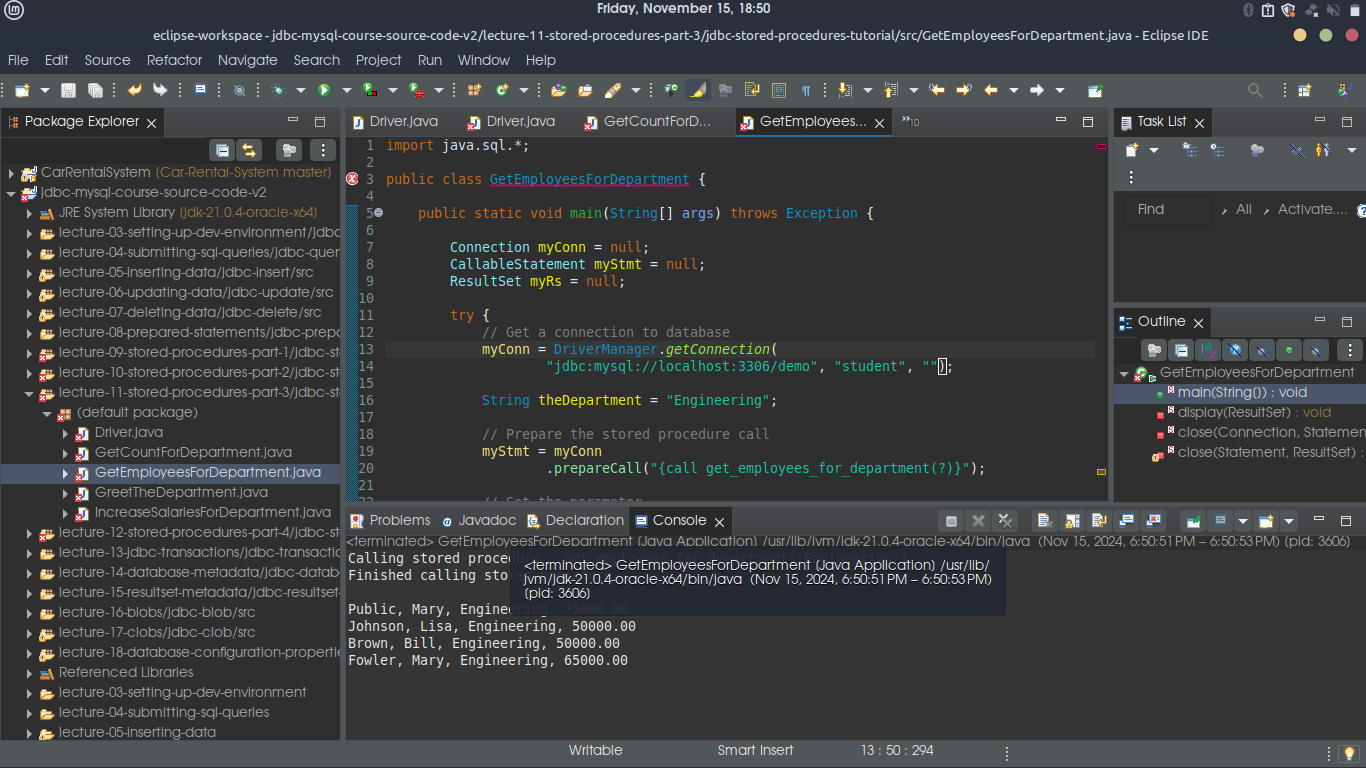 Friday, November 15, 18:50
eclipse-workspace - jdbc-mysql-course-source-code-v2/lecture-11-stored-procedures-part-3/jdbc-stored-procedures-tutorial/src/GetEmployeesForDepartment.java - Eclipse IDE
File Edit Source Refactor Navigate Search Project Run Window Help
Package Explorer
CarRentalSystem [Car-Rental-System master]
jdbc-mysql-course-source-code-v2
JRE System Library [jdk-21.0.4-oracle-x64]
lecture-03-setting-up-dev-environment/jdbc
lecture-04-submitting-sql-queries/jdbc-quer
lecture-05-inserting-data/jdbc-insert/src
lecture-06-updating-data/jdbc-update/src
lecture-07-deleting-data/jdbc-delete/src
lecture-08-prepared-statements/jdbc-prepa
lecture-09-stored-procedures-part-1/jdbc-st
lecture-10-stored-procedures-part-2/jdbc-st
lecture-11-stored-procedures-part-3/jdbc-st
(default package)
Driver.java
GetCountForDepartment.java
GetEmployeesForDepartment.java
GreetTheDepartment.java
IncreaseSalariesForDepartment.java
lecture-12-stored-procedures-part-4/jdbc-st
lecture-13-jdbc-transactions/jdbc-transactio
lecture-14-database-metadata/jdbc-datab
lecture-15-resultset-metadata/jdbc-resultset-
lecture-16-blobs/jdbc-blob/src
lecture-17-clobs/jdbc-clob/src
lecture-18-database-configuration-propertie
Referenced Libraries
lecture-03-setting-up-dev-environment
lecture-04-submitting-sql-queries
lecture-05-inserting-data
Driver.java Driver.java GetCountForD... GetEmployees... »10
1 import java.sql.*;
2
3 public class GetEmployeesForDepartment {
4
5 public static void main(String[] args) throws Exception {
6
7 Connection myConn = null;
8 CallableStatement myStmt = null;
9 ResultSet myRs = null;
10
11 try {
12 // Get a connection to database
13 myConn = DriverManager.getConnection(
14 "jdbc:mysql://localhost:3306/demo", "student", "");
15
16 String theDepartment = "Engineering";
17
18 // Prepare the stored procedure call
19 myStmt = myConn
20 .prepareCall("{call get_employees_for_department(?)}");
21
22 // Set the parameter
Task List
Find All Activate....
Outline
GetEmployeesForDepartment
main(String[]) : void
display(ResultSet) : void
close(Connection, Statemen
close(Statement, ResultSet) :
Problems Javadoc Declaration Console
<terminated> GetEmployeesForDepartment [Java Application] /usr/lib/jvm/jdk-21.0.4-oracle-x64/bin/java (Nov 15, 2024, 6:50:51 PM – 6:50:53 PM) [pid: 3606]
Calling stored procedure. get_employees_for_department('Engineering')
Finished calling sto
<terminated> GetEmployeesForDepartment [Java Application] /usr/lib/
jvm/jdk-21.0.4-oracle-x64/bin/java (Nov 15, 2024, 6:50:51 PM – 6:50:53 PM)
[pid: 3606]
Public, Mary, Engineering, 75000.00
Johnson, Lisa, Engineering, 50000.00
Brown, Bill, Engineering, 50000.00
Fowler, Mary, Engineering, 65000.00
Writable Smart Insert 13 : 50 : 294